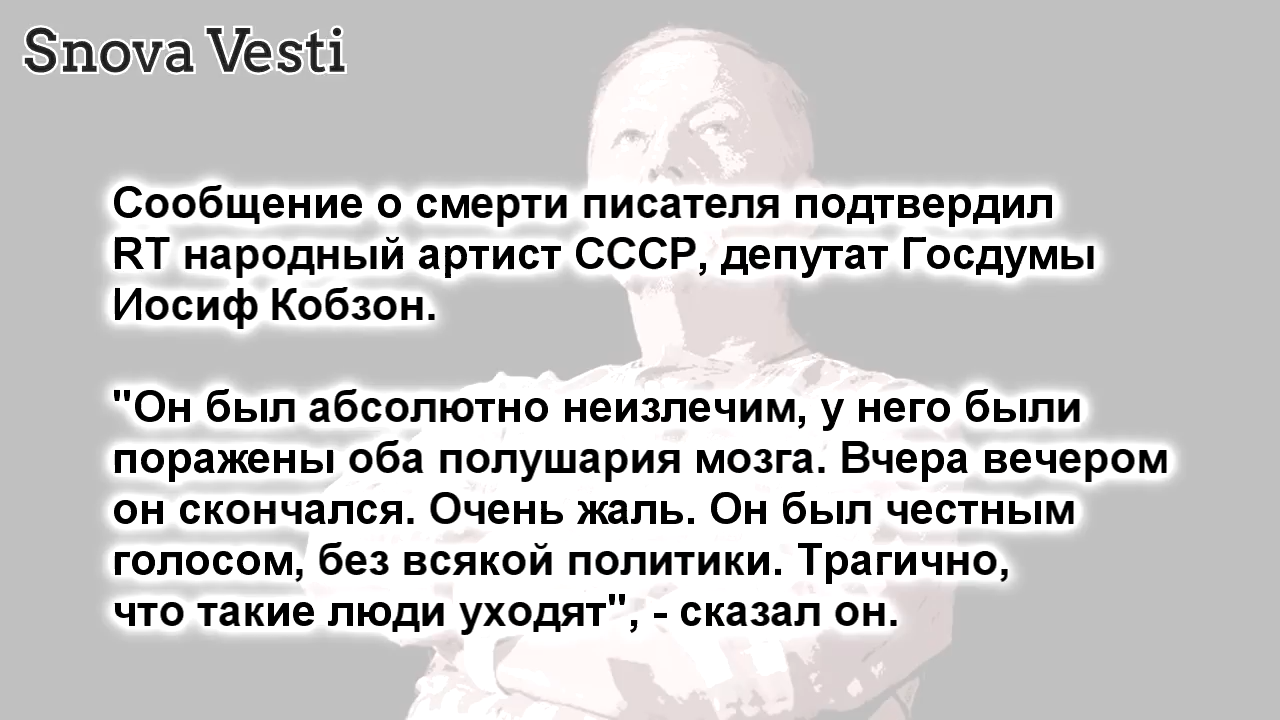 Snova Vesti
Сообщение о смерти писателя подтвердил
RT народный артист СССР, депутат Госдумы
Иосиф Кобзон.
"Он был абсолютно неизлечим, у него были
поражены оба полушария мозга. Вчера вечером
он скончался. Очень жаль. Он был честным
голосом, без всякой политики. Трагично,
что такие люди уходят", - сказал он.